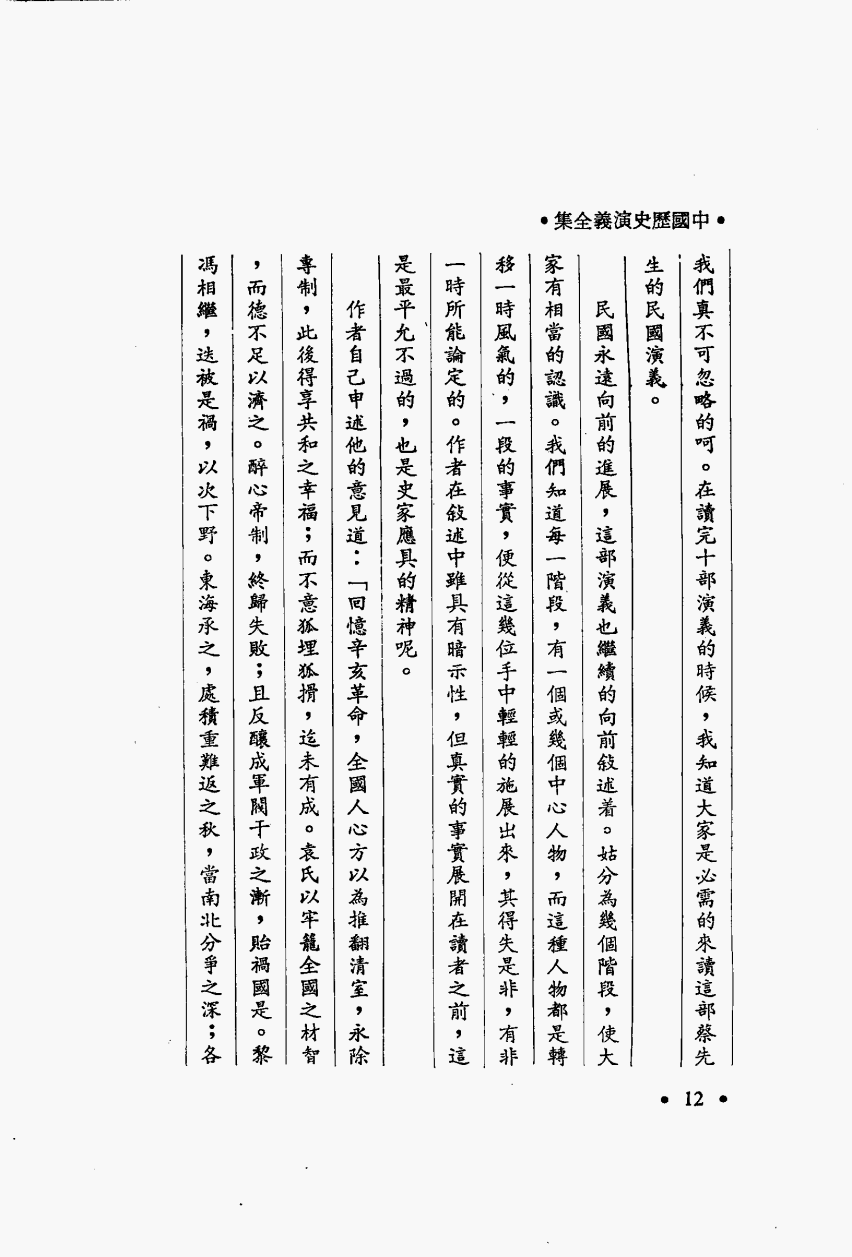 •中國歷史演義全集•
我們真不可忽略的呵。在讀完十部演義的時候，我知道大家是必需的來讀這部蔡先
生的民國演義。
民國永遠向前的進展，這部演義也繼續的向前敍述着。姑分為幾個階段，使大
家有相當的認識。我們知道每一階段，有一個或幾個中心人物，而這種人物都是轉
移一時風氣的，一段的事實，便從這幾位手中輕輕的施展出來，其得失是非，有非
一時所能論定的。作者在敍述中雖具有暗示性，但真實的事實展開在讀者之前，這
是最平允不過的，也是史家應具的精神呢。
作者自己申述他的意見道：「回憶辛亥革命，全國人心方以為推翻清室，永除
專制，此後得享共和之幸福；而不意狐埋狐搰，迄未有成。袁氏以牢籠全國之材智
，而德不足以濟之。醉心帝制，終歸失敗；且反釀成軍閥干政之漸，貽禍國是。黎
馮相繼，迭被是禍，以次下野。東海承之，處積重難返之秋，當南北分爭之深；各
• 12 •